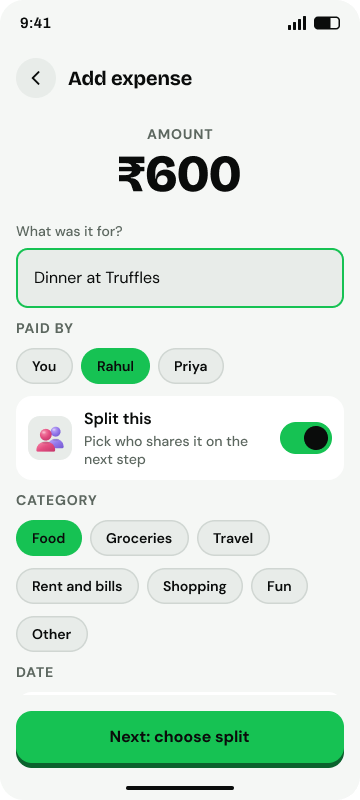 9:41
Add expense
AMOUNT
₹600
What was it for?
Dinner at Truffles
PAID BY
You Rahul Priya
Split this
Pick who shares it on the
next step
CATEGORY
Food Groceries Travel
Rent and bills Shopping Fun
Other
DATE
Next: choose split